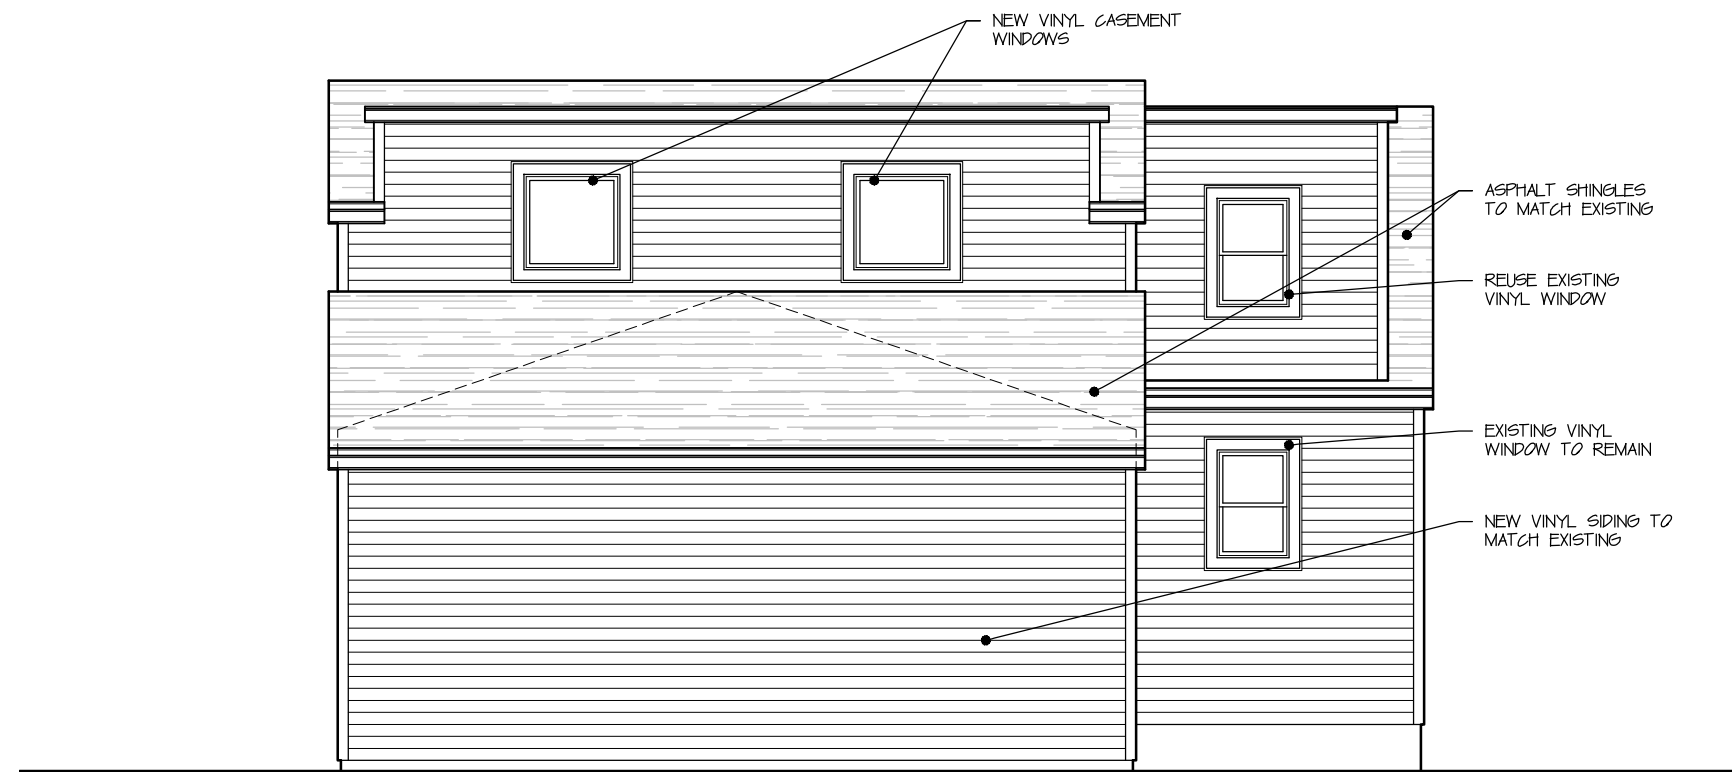 NEW VINYL CASEMENT
WINDOWS
ASPHALT SHINGLES
TO MATCH EXISTING
REUSE EXISTING
VINYL WINDOW
EXISTING VINYL
WINDOW TO REMAIN
NEW VINYL SIDING TO
MATCH EXISTING